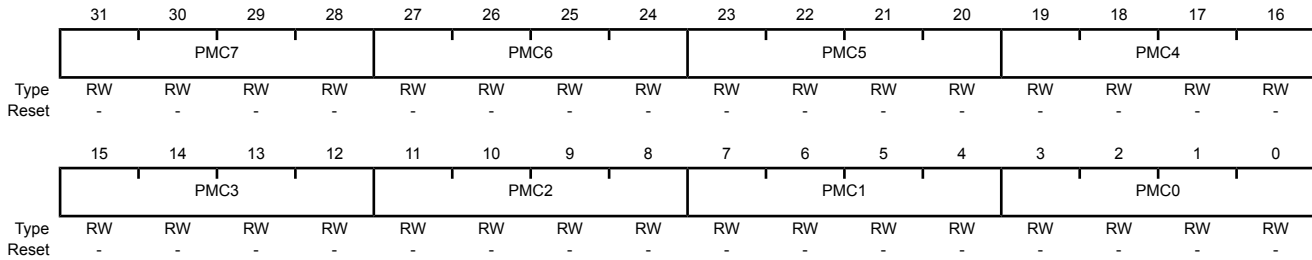 31 30 29 28 27 26 25 24 23 22 21 20 19 18 17 16
PMC7 PMC6 PMC5 PMC4
Type RW RW RW RW RW RW RW RW RW RW RW RW RW RW RW RW
Reset - - - - - - - - - - - - - - - -
15 14 13 12 11 10 9 8 7 6 5 4 3 2 1 0
PMC3 PMC2 PMC1 PMC0
Type RW RW RW RW RW RW RW RW RW RW RW RW RW RW RW RW
Reset - - - - - - - - - - - - - - - -